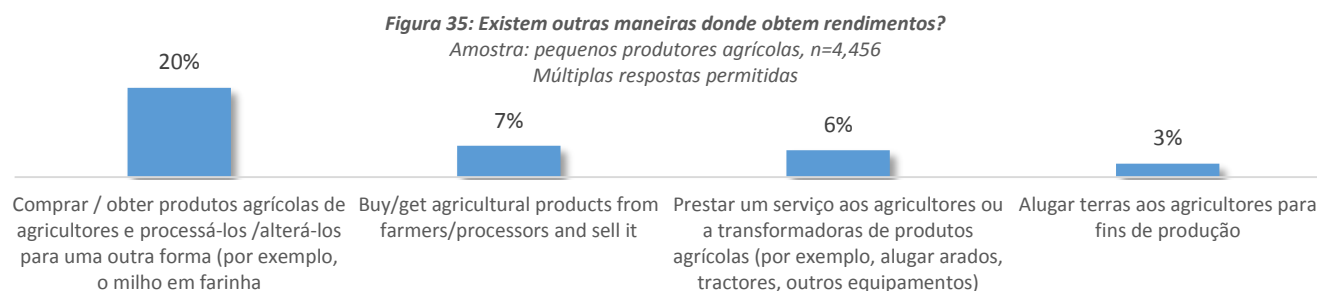 Figura 35: Existem outras maneiras donde obtem rendimentos?
Amostra: pequenos produtores agrícolas, n=4,456
Múltiplas respostas permitidas
20%
7%
6%
3%
Comprar / obter produtos agrícolas de
agricultores e processá-los /alterá-los
para uma outra forma (por exemplo,
o milho em farinha
Buy/get agricultural products from
farmers/processors and sell it
Prestar um serviço aos agricultores ou
a transformadoras de produtos
agrícolas (por exemplo, alugar arados,
tractores, outros equipamentos)
Alugar terras aos agricultores para
fins de produção